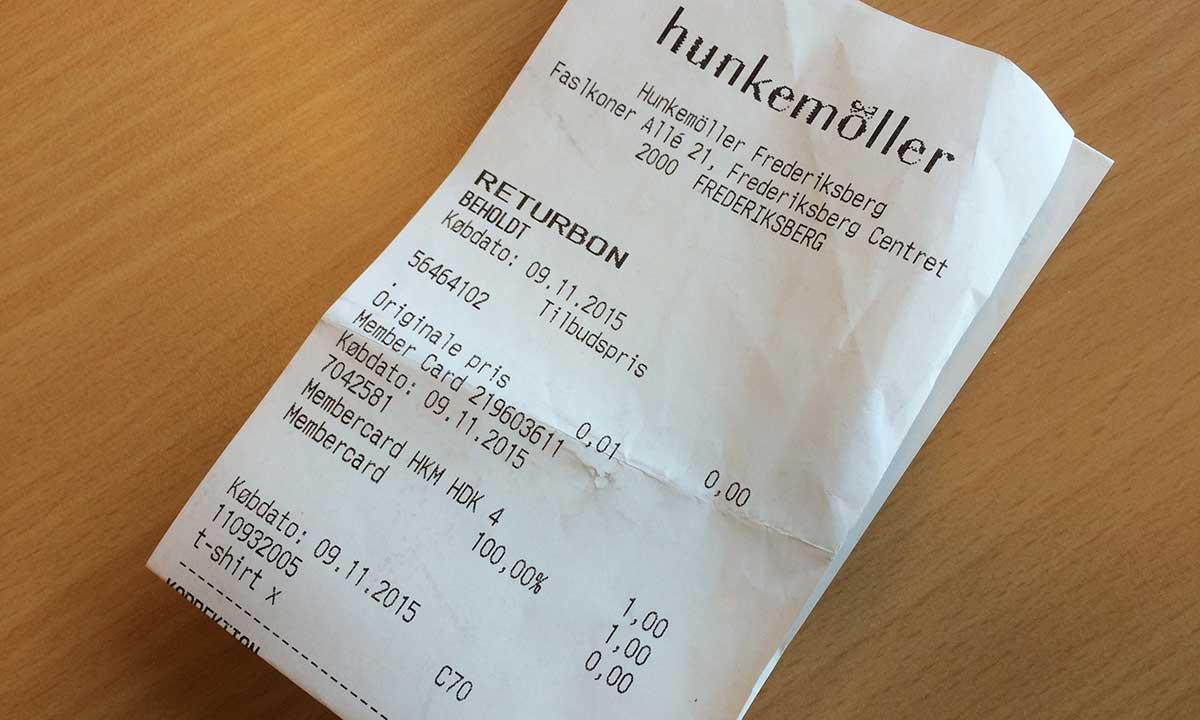 hunkemöller
Hunkemöller Frederiksberg
Faslkoner Allé 21, Frederiksberg Centret
2000 FREDERIKSBERG
RETURBON
BEHOLDT
Købdato: 09.11.2015
56464102 Tilbudspris
.
Originale pris 0,01 0,00
Member Card 219603611
Købdato: 09.11.2015
7042581
Membercard HKM HDK 4 1,00
Membercard 100,00% 1,00
0,00
Købdato: 09.11.2015
110932005
t-shirt x C70